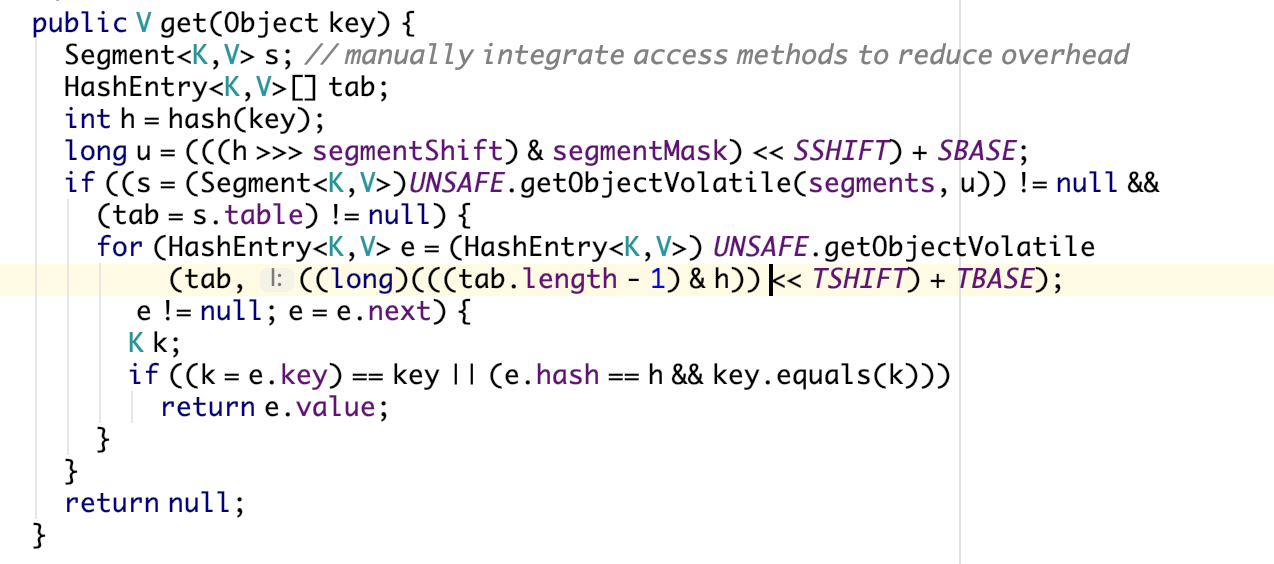 public V get(Object key) {
Segment<K,V> s; // manually integrate access methods to reduce overhead
HashEntry<K,V>[] tab;
int h = hash(key);
long u = (((h >>> segmentShift) & segmentMask) << SSHIFT) + SBASE;
if ((s = (Segment<K,V>)UNSAFE.getObjectVolatile(segments, u)) != null &&
(tab = s.table) != null) {
for (HashEntry<K,V> e = (HashEntry<K,V>) UNSAFE.getObjectVolatile
(tab, l: ((long)(((tab.length - 1) & h)) << TSHIFT) + TBASE);
e != null; e = e.next) {
K k;
if ((k = e.key) == key || (e.hash == h && key.equals(k)))
return e.value;
}
}
return null;
}